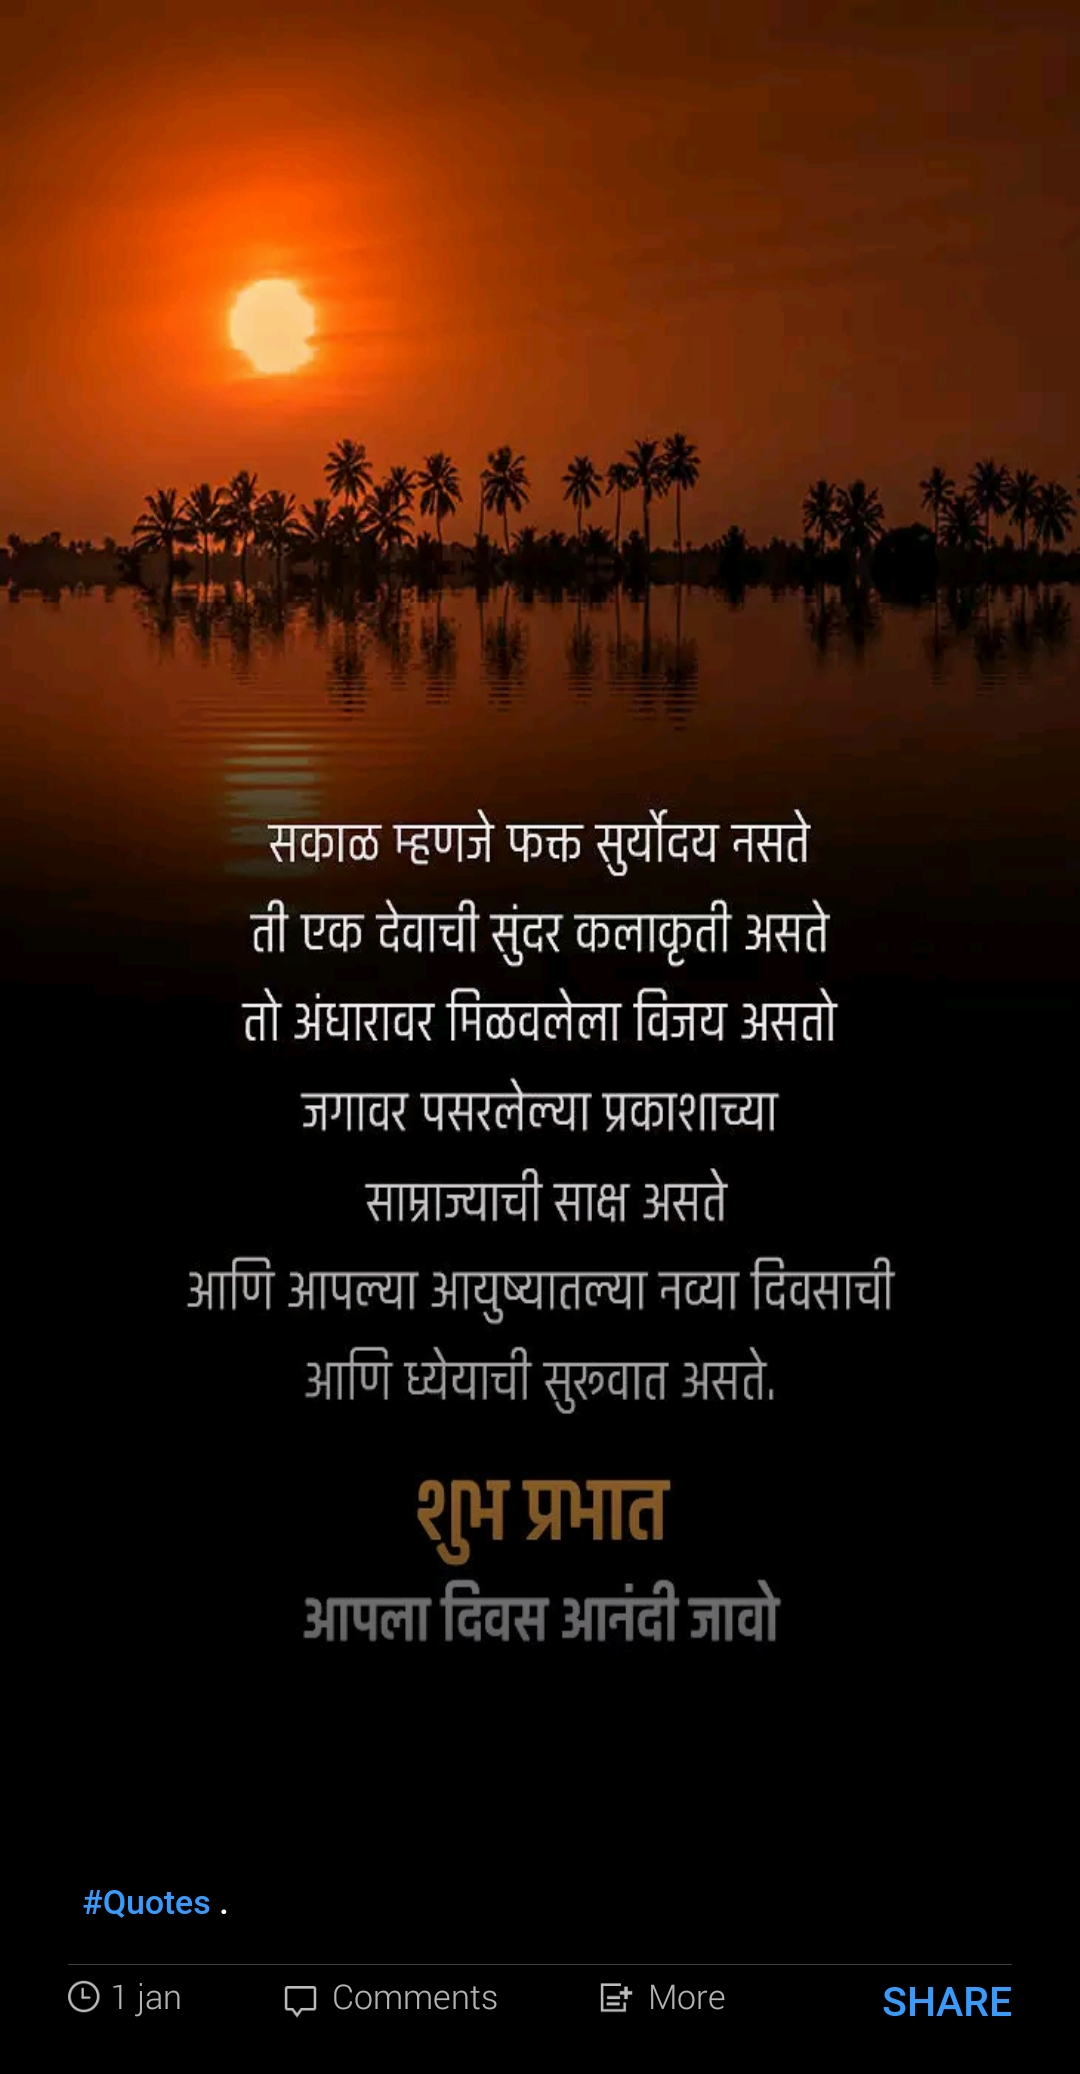 सकाळ म्हणजे फक्त सुर्योदय नसते
ती एक देवाची सुंदर कलाकृती असते
तो अंधारावर मिळवलेला विजय असतो
जगावर पसरलेल्या प्रकाशाच्या
साम्राज्याची साक्ष असते
आणि आपल्या आयुष्यातल्या नव्या दिवसाची
आणि ध्येयाची सुरूवात असते.
शुभ प्रभात
आपला दिवस आनंदी जावो
#Quotes .
1 jan Comments More SHARE